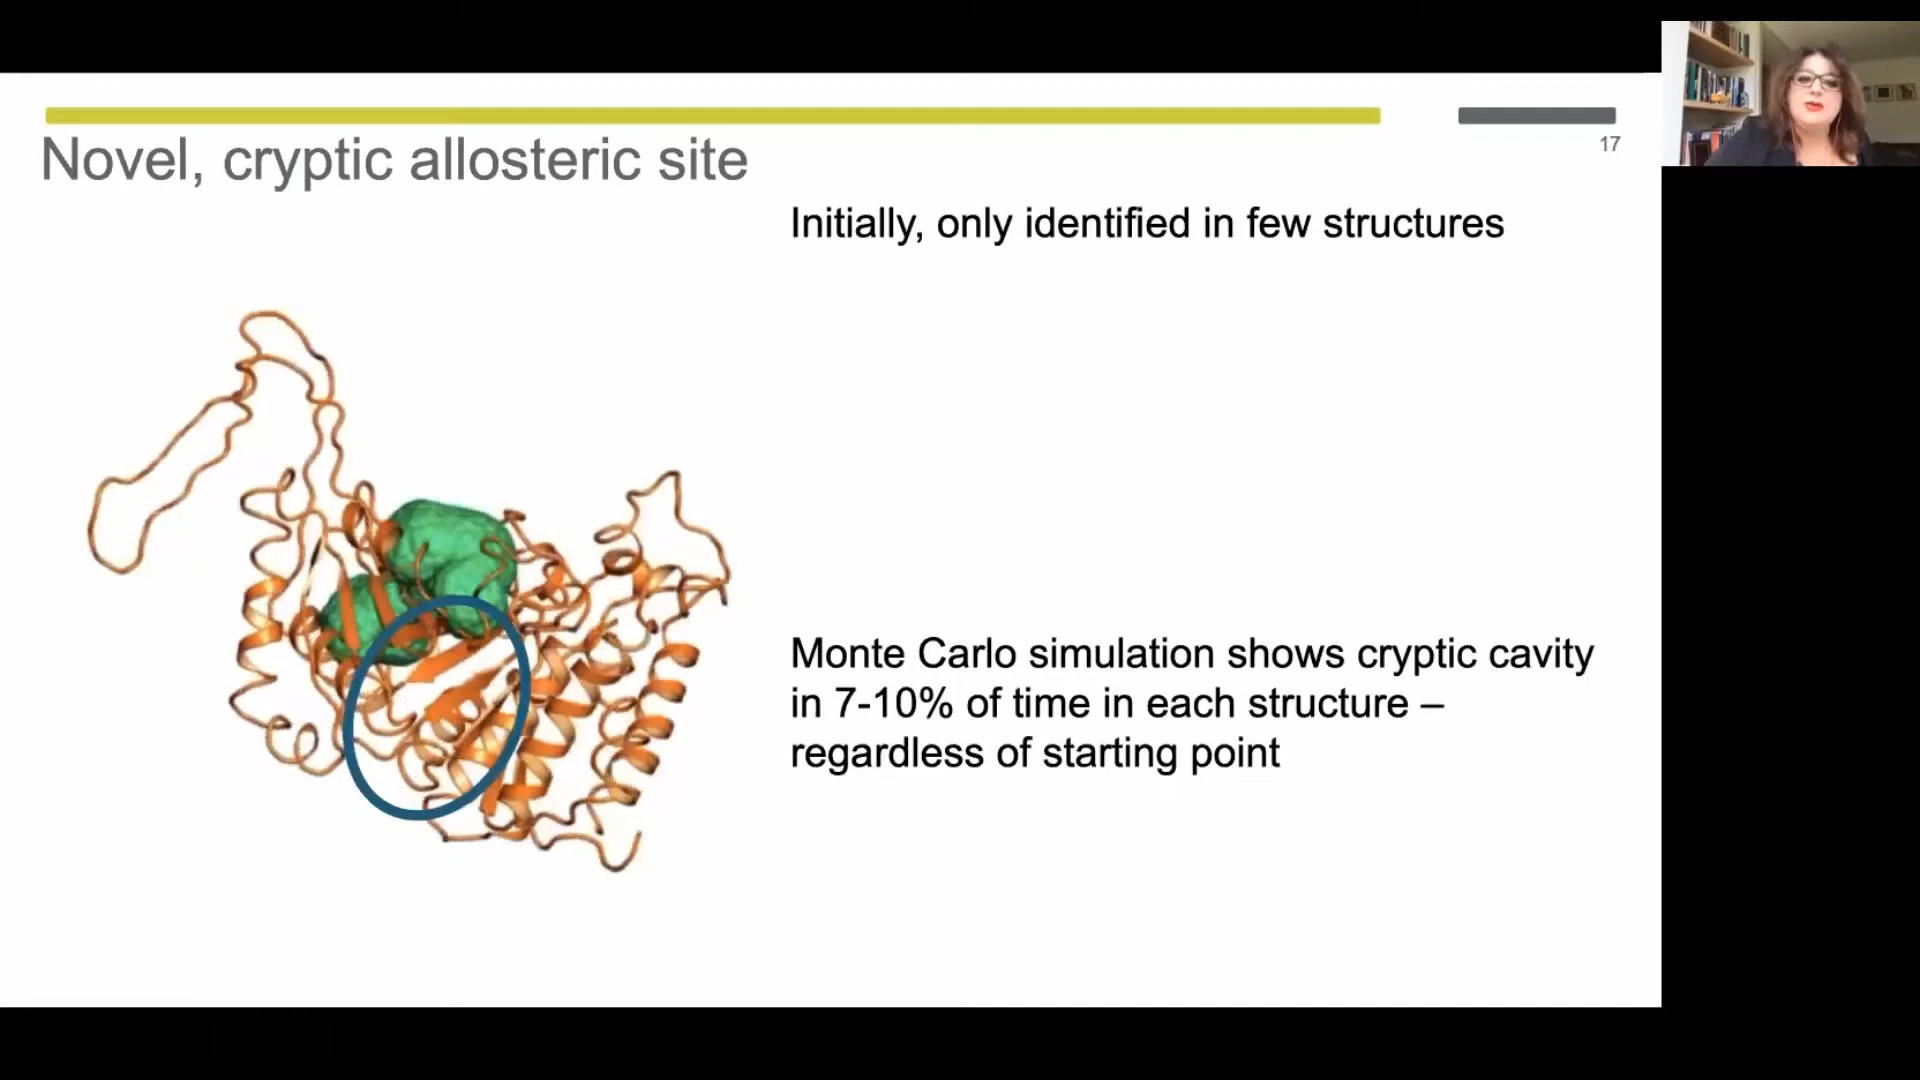 17
Novel, cryptic allosteric site
Initially, only identified in few structures
Monte Carlo simulation shows cryptic cavity
in 7-10% of time in each structure –
regardless of starting point